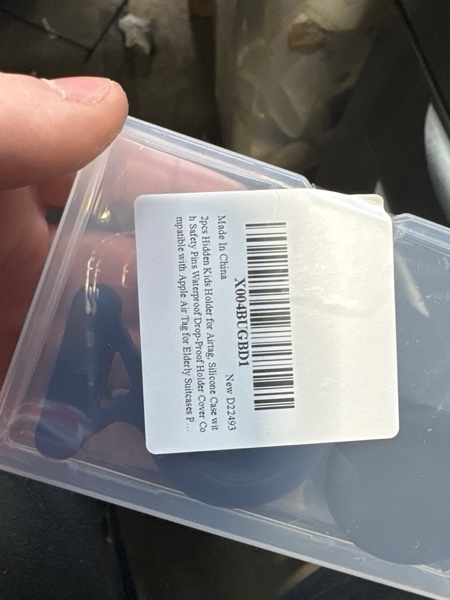 X004BUGBD1
New D22493
Made In China
2pcs Hidden Kids Holder for Airtag, Silicone Case wit
h Safety Pins Waterproof Drop-Proof Holder Cover Co
mpatible with Apple Air Tag for Elderly Suitcases P...